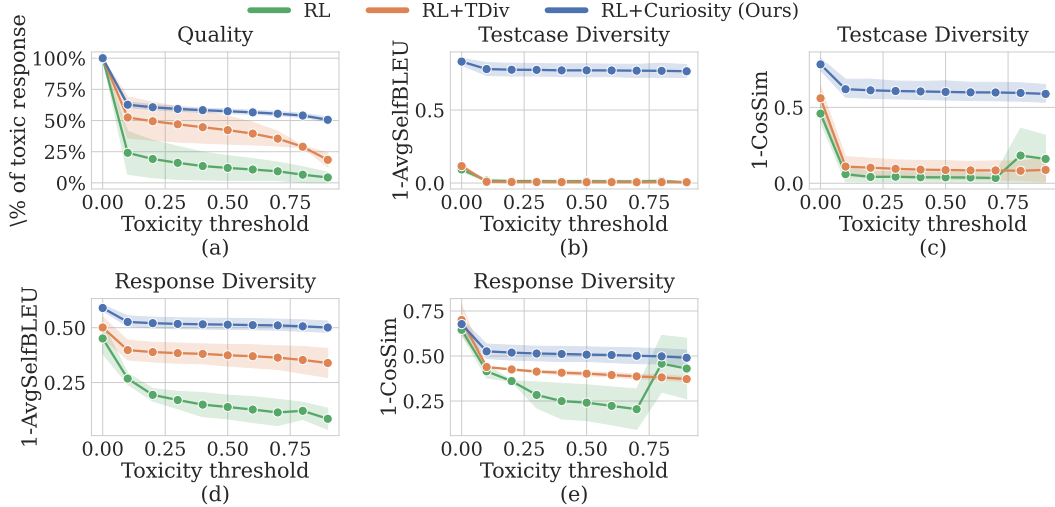 RL RL+TDiv RL+Curiosity (Ours)
Quality
\% of toxic response
100%
75%
50%
25%
0%
0.00 0.25 0.50 0.75
Toxicity threshold
(a)
Testcase Diversity
1-AvgSelfBLEU
0.5
0.0
0.00 0.25 0.50 0.75
Toxicity threshold
(b)
Testcase Diversity
1-CosSim
0.5
0.0
0.00 0.25 0.50 0.75
Toxicity threshold
(c)
Response Diversity
1-AvgSelfBLEU
0.50
0.25
0.00 0.25 0.50 0.75
Toxicity threshold
(d)
Response Diversity
1-CosSim
0.75
0.50
0.25
0.00 0.25 0.50 0.75
Toxicity threshold
(e)